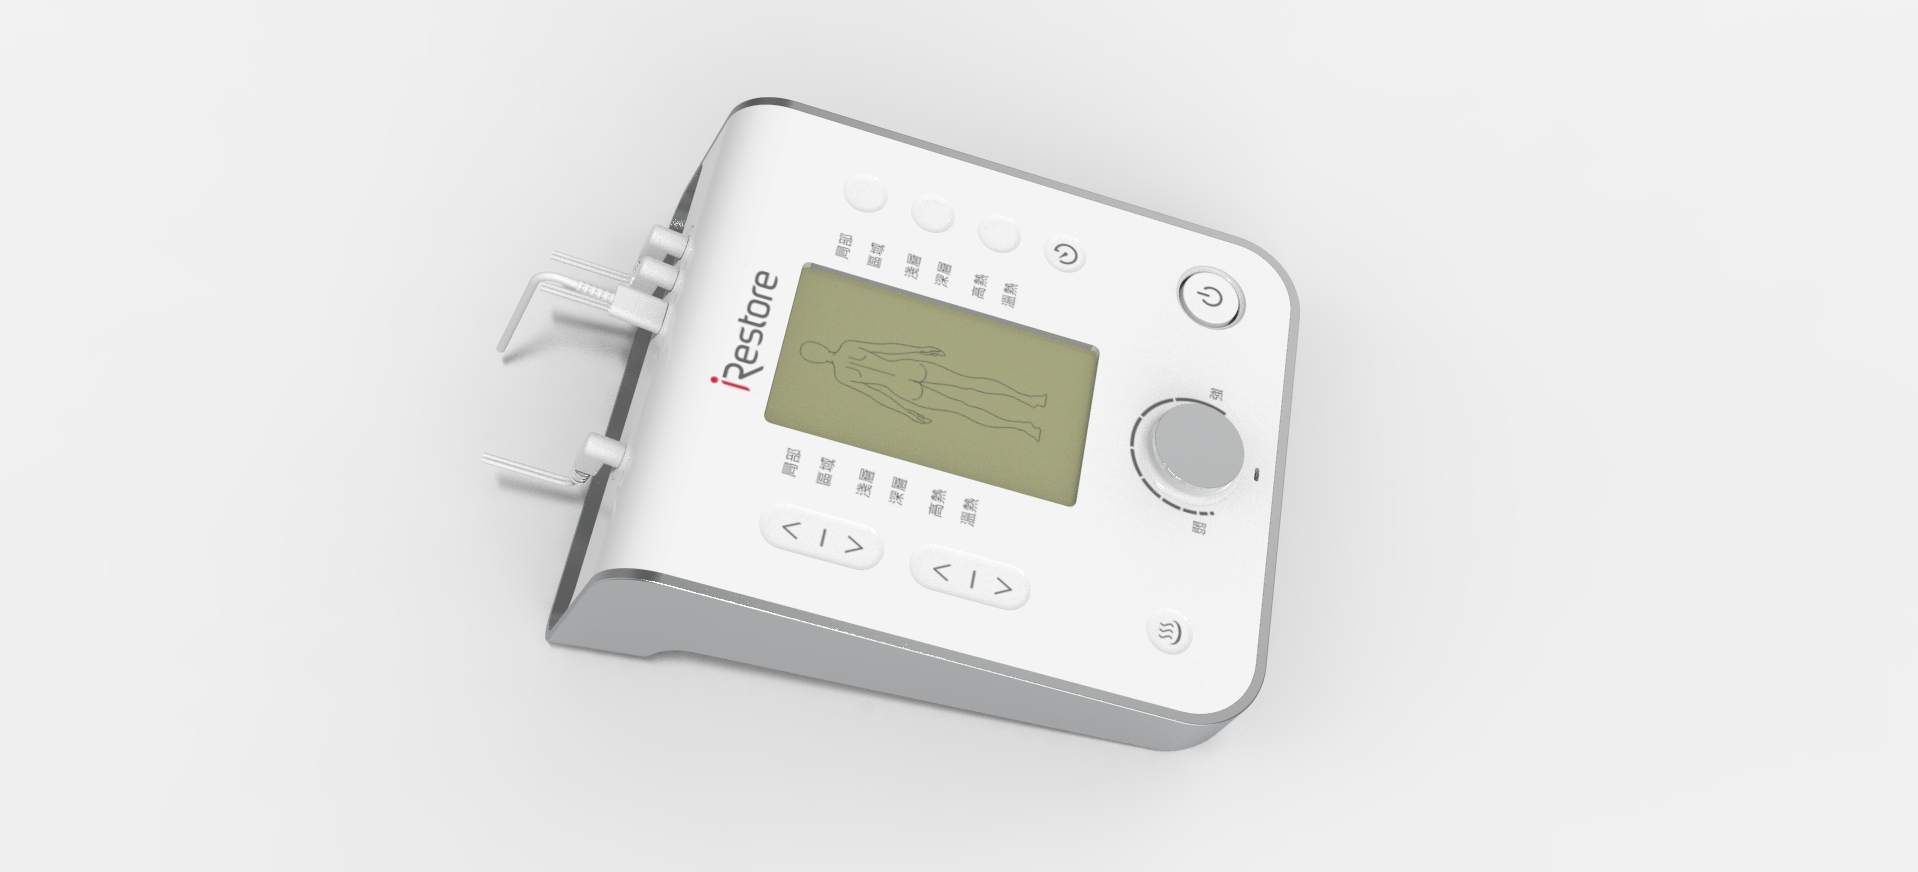 iRestore
局部
區域
淺層
深層
高熱
溫熱
局部
區域
淺層
深層
高熱
溫熱
強
弱